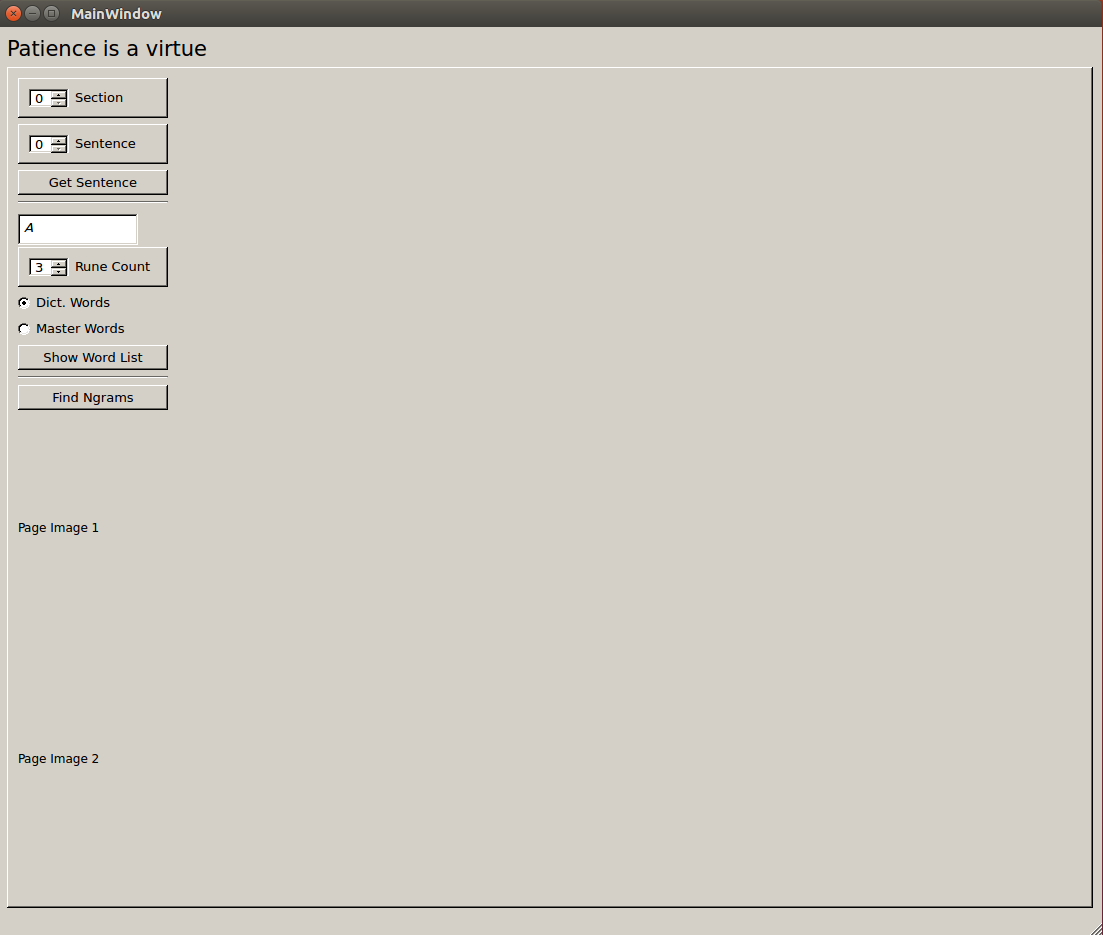 MainWindow
Patience is a virtue
0 Section
0 Sentence
Get Sentence
A
3 Rune Count
Dict. Words
Master Words
Show Word List
Find Ngrams
Page Image 1
Page Image 2